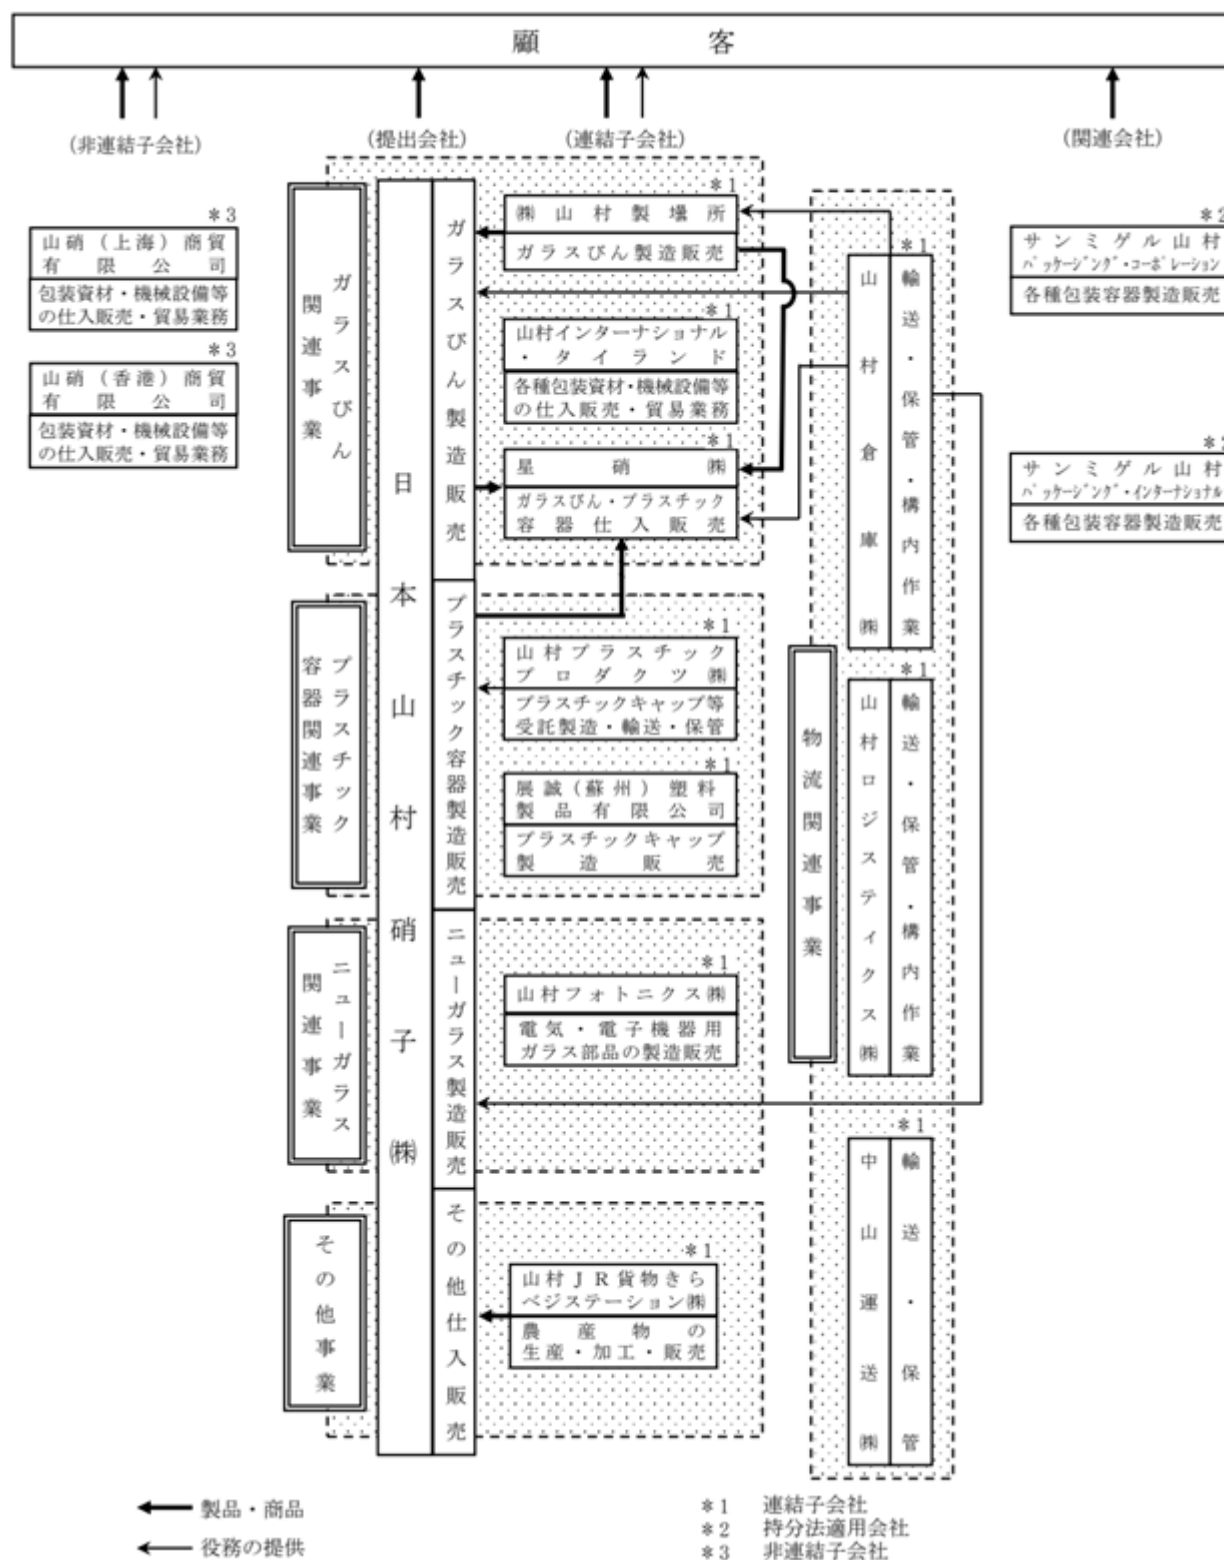 顧客
(非連結子会社)
(提出会社)
(連結子会社)
(関連会社)
ガラスびん
関連事業
日本山村硝子㈱
ガラスびん製造販売
プラスチック容器製造販売
ニューガラス製造販売
その他仕入販売
*3
山硝（上海）商貿
有限公司
包装資材・機械設備等
の仕入販売・貿易業務
*3
山硝（香港）商貿
有限公司
包装資材・機械設備等
の仕入販売・貿易業務
*1
㈱山村製壜所
ガラスびん製造販売
*1
山村インターナショナル
・タイランド
各種包装資材・機械設備等
の仕入販売・貿易業務
*1
星硝㈱
ガラスびん・プラスチック
容器仕入販売
プラスチック
容器関連事業
*1
山村プラスチック
プロダクツ㈱
プラスチックキャップ等
受託製造・輸送・保管
*1
展誠（蘇州）塑料
製品有限公司
プラスチックキャップ
製造販売
ニューガラス
関連事業
*1
山村フォトニクス㈱
電気・電子機器用
ガラス部品の製造販売
その他事業
*1
山村ＪＲ貨物きら
ベジステーション㈱
農産物の
生産・加工・販売
物流関連事業
*1
山村倉庫㈱
輸送・保管・構内作業
*1
山村ロジスティクス㈱
輸送・保管・構内作業
*1
中山運送㈱
輸送・保管
*2
サンミゲル山村
パッケージング・コーポレーション
各種包装容器製造販売
サンミゲル山村
パッケージング・インターナショナル
各種包装容器製造販売
製品・商品
役務の提供
*1 連結子会社
*2 持分法適用会社
*3 非連結子会社